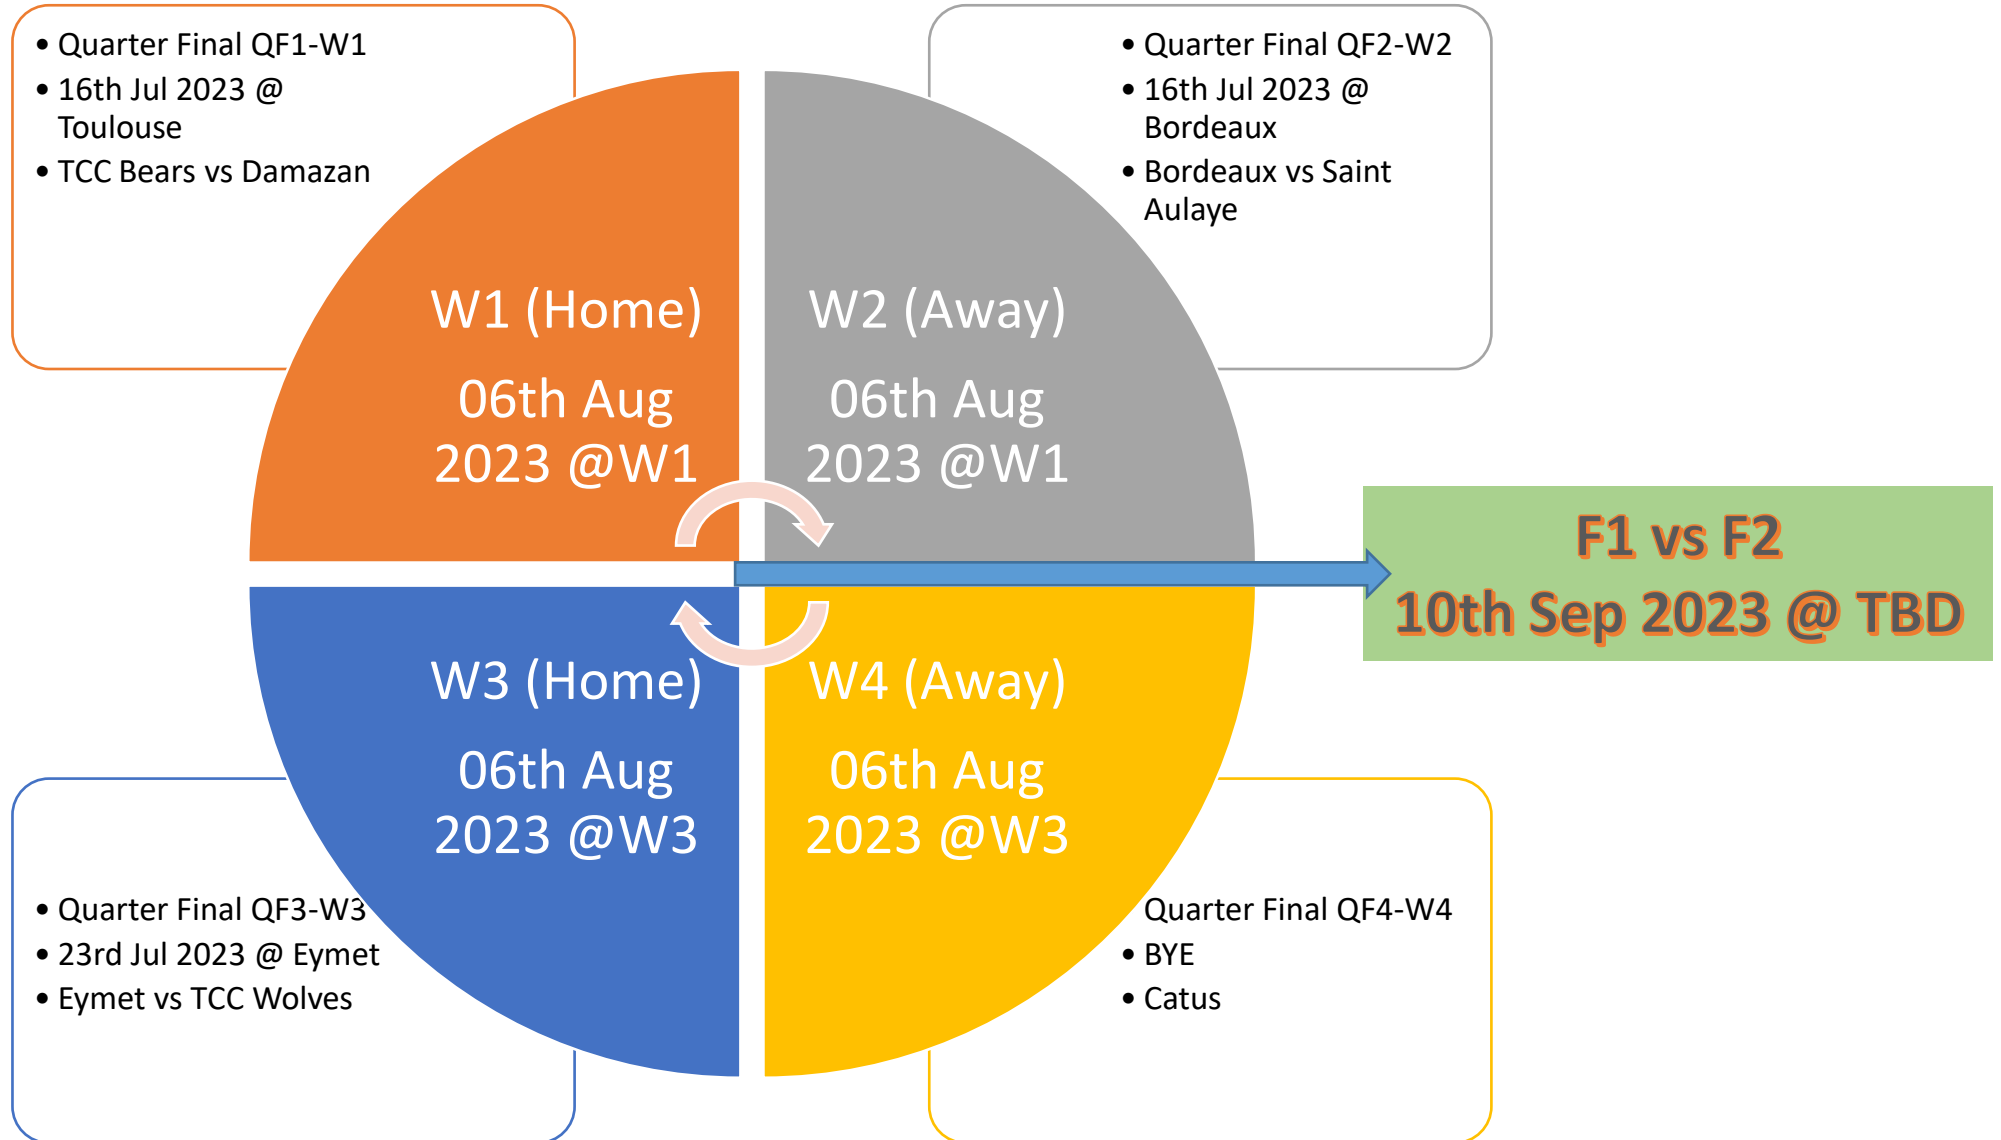 • Quarter Final QF1-W1
• 16th Jul 2023 @
Toulouse
• TCC Bears vs Damazan
• Quarter Final QF2-W2
• 16th Jul 2023 @
Bordeaux
• Bordeaux vs Saint
Aulaye
W1 (Home)
06th Aug
2023 @W1
W2 (Away)
06th Aug
2023 @W1
F1 vs F2
10th Sep 2023 @ TBD
W3 (Home)
06th Aug
2023 @W3
W4 (Away)
06th Aug
2023 @W3
• Quarter Final QF3-W3
• 23rd Jul 2023 @ Eymet
• Eymet vs TCC Wolves
Quarter Final QF4-W4
• BYE
• Catus